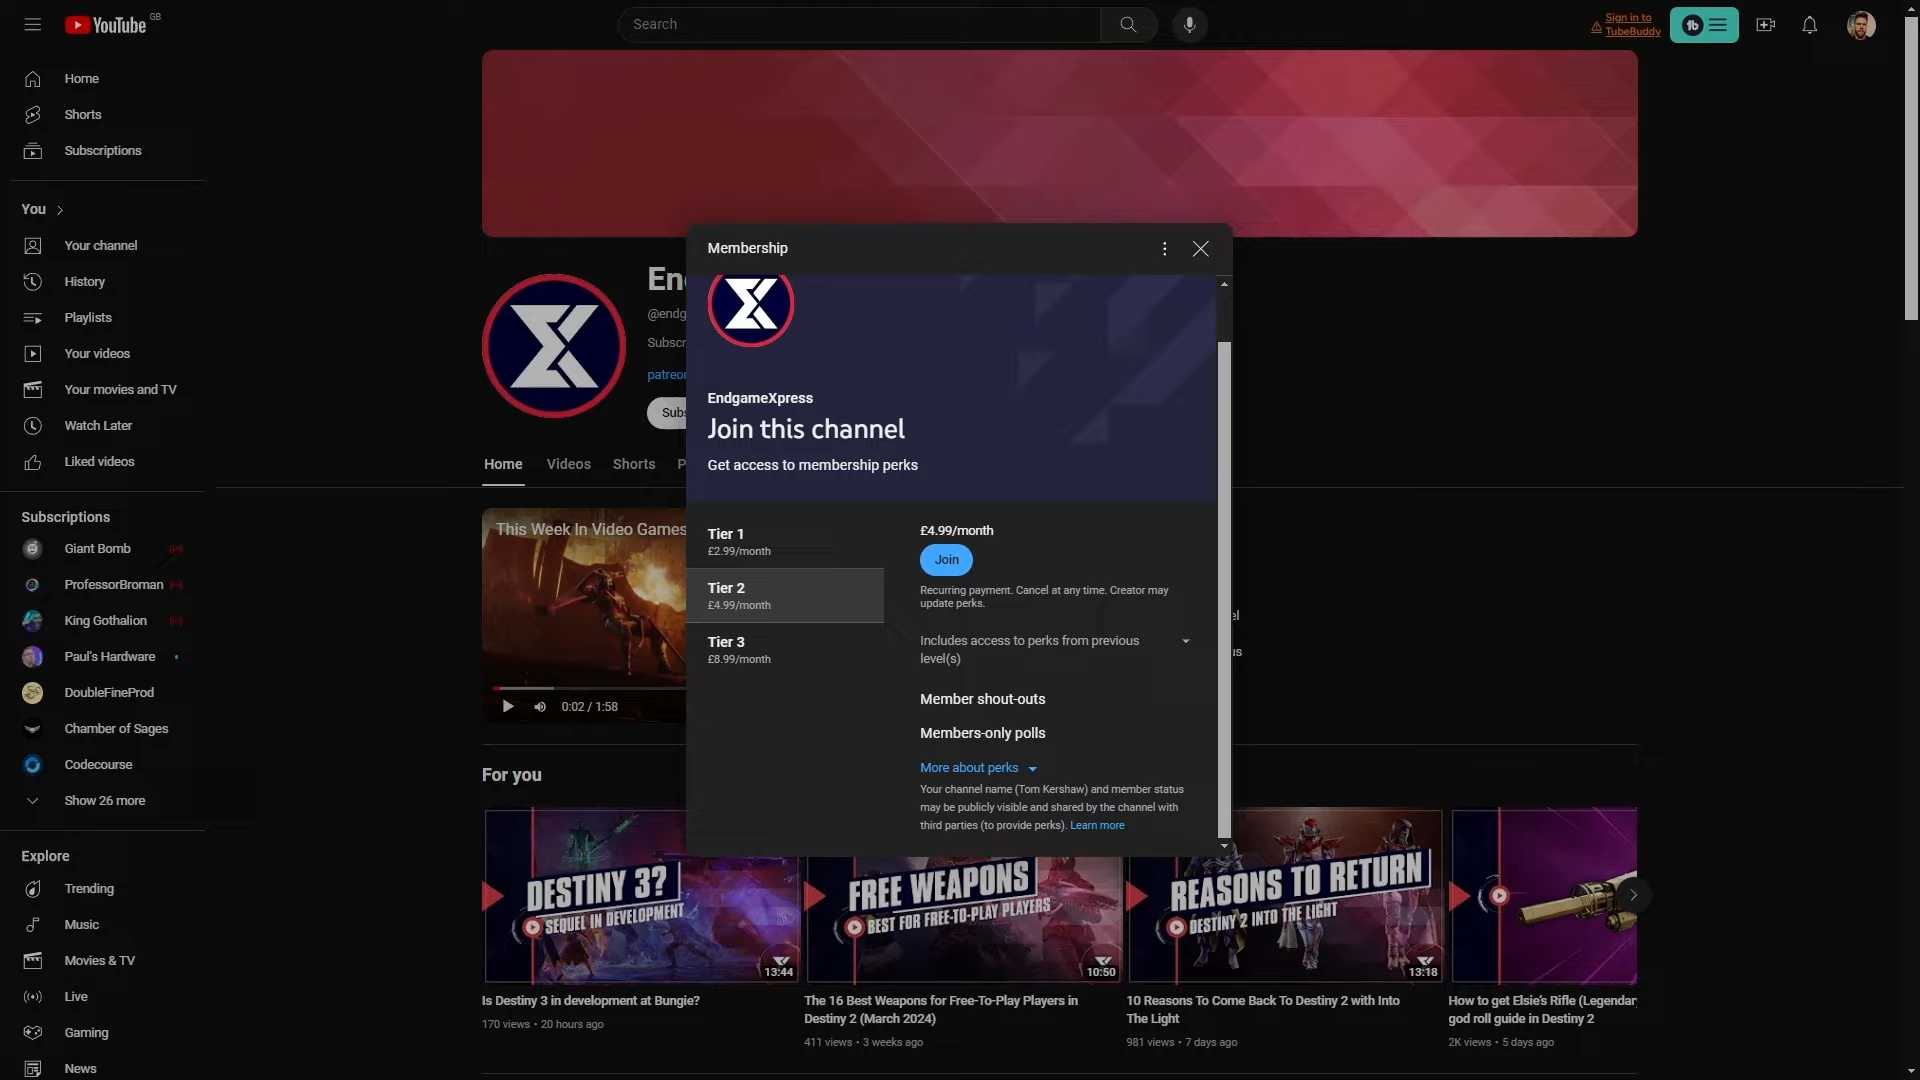 YouTube
GB
Search
Sign in to
TubeBuddy
Home
Shorts
Subscriptions
You
Your channel
History
Playlists
Your videos
Your movies and TV
Watch Later
Liked videos
Subscriptions
Giant Bomb
ProfessorBroman
King Gothalion
Paul's Hardware
DoubleFineProd
Chamber of Sages
Codecourse
Show 26 more
Explore
Trending
Music
Movies & TV
Live
Gaming
News
En
@endg
Subscr
patreon
Subs
Home
Videos
Shorts
P
This Week In Video Games
0:02 / 1:58
Membership
EndgameXpress
Join this channel
Get access to membership perks
Tier 1
£2.99/month
Tier 2
£4.99/month
Tier 3
£8.99/month
£4.99/month
Join
Recurring payment. Cancel at any time. Creator may
update perks.
Includes access to perks from previous
level(s)
Member shout-outs
Members-only polls
More about perks
Your channel name (Tom Kershaw) and member status
may be publicly visible and shared by the channel with
third parties (to provide perks). Learn more
el
us
For you
DESTINY 3?
SEQUEL IN DEVELOPMENT
13:44
Is Destiny 3 in development at Bungie?
170 views • 20 hours ago
FREE WEAPONS
BEST FOR FREE-TO-PLAY PLAYERS
10:50
The 16 Best Weapons for Free-To-Play Players in
Destiny 2 (March 2024)
411 views • 3 weeks ago
REASONS TO RETURN
DESTINY 2 INTO THE LIGHT
13:18
10 Reasons To Come Back To Destiny 2 with Into
The Light
981 views • 7 days ago
How to get Elsie's Rifle (Legendar
god roll guide in Destiny 2
2K views • 5 days ago